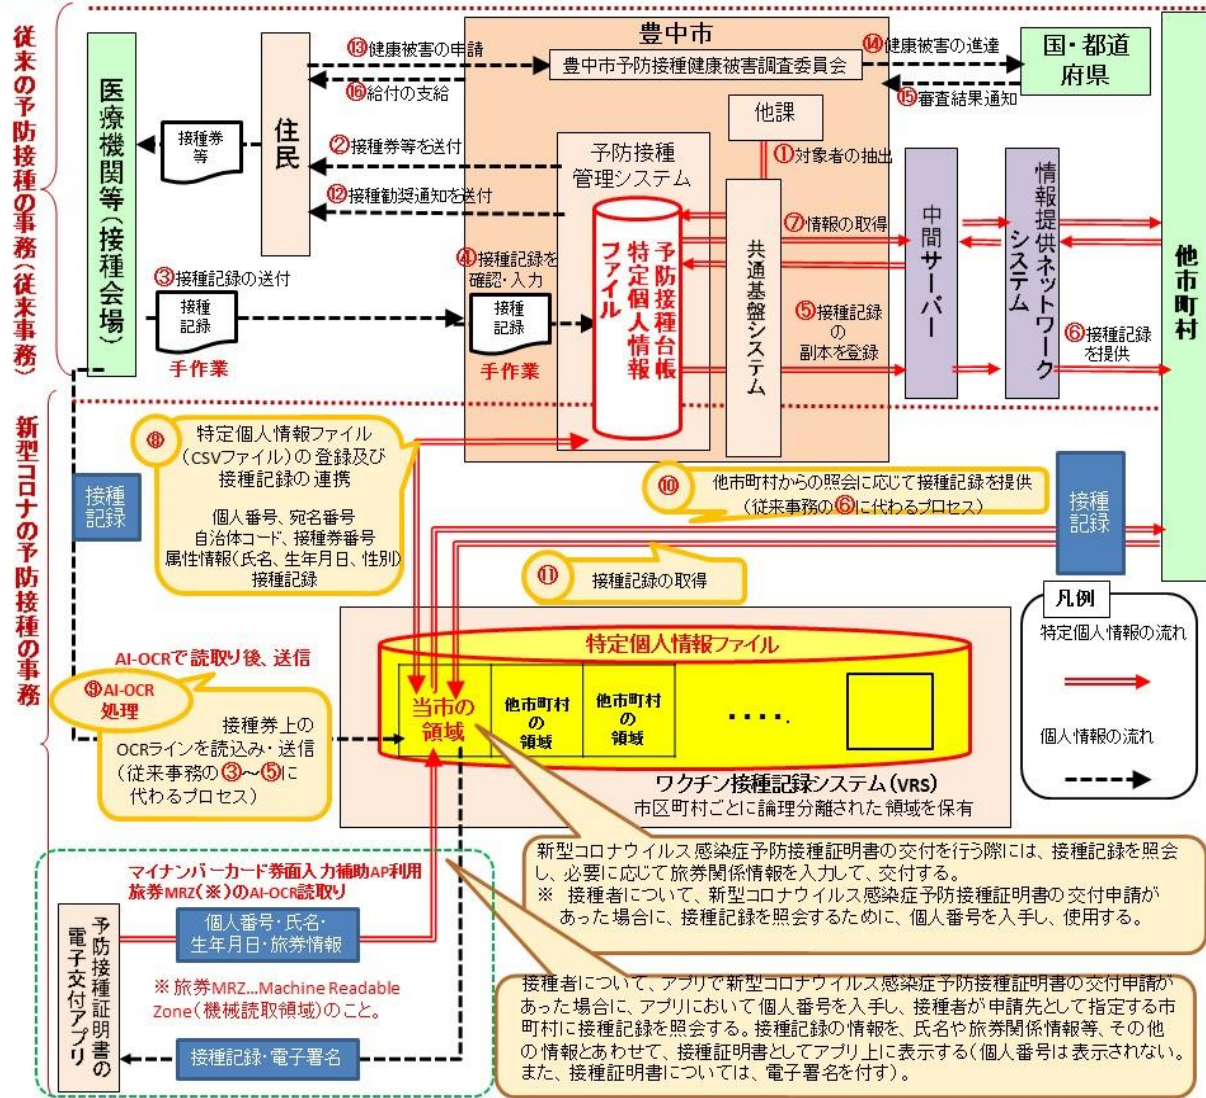 従来の予防接種の事務(従来事務)
医療機関等(接種会場)
接種券
等
住民
⑬健康被害の申請
⑯給付の支給
②接種券等を送付
⑫接種勧奨通知を送付
③接種記録の送付
接種
記録
手作業
④接種記録を
確認・入力
接種
記録
手作業
豊中市
豊中市予防接種健康被害調査委員会
⑭健康被害の進達
⑮審査結果通知
国・都道
府県
他課
①対象者の抽出
予防接種
管理システム
予防接種台帳
特定個人情報
ファイル
共通基盤システム
⑦情報の取得
⑤接種記録
の
副本を登録
中間サーバー
情報提供ネットワーク
システム
⑥接種記録
を提供
他市町村
新型コロナの予防接種の事務
接種
記録
⑧
特定個人情報ファイル
(CSVファイル)の登録及び
接種記録の連携
個人番号、宛名番号
自治体コード、接種券番号
属性情報(氏名、生年月日、性別)
接種記録
⑩
他市町村からの照会に応じて接種記録を提供
(従来事務の⑥に代わるプロセス)
接種
記録
⑪
接種記録の取得
凡例
特定個人情報の流れ
個人情報の流れ
AI-OCRで読取り後、送信
⑨AI-OCR
処理
接種券上の
OCRラインを読込み・送信
(従来事務の③~⑤に
代わるプロセス)
特定個人情報ファイル
当市の
領域
他市町村
の
領域
他市町村
の
領域
・・・・.
ワクチン接種記録システム(VRS)
市区町村ごとに論理分離された領域を保有
新型コロナウイルス感染症予防接種証明書の交付を行う際には、接種記録を照会
し、必要に応じて旅券関係情報を入力して、交付する。
※ 接種者について、新型コロナウイルス感染症予防接種証明書の交付申請が
あった場合に、接種記録を照会するために、個人番号を入手し、使用する。
マイナンバーカード券面入力補助AP利用
旅券MRZ(※)のAI-OCR読取り
予防接種証明書の
電子交付アプリ
個人番号・氏名・
生年月日・旅券情報
※旅券MRZ…Machine Readable
Zone(機械読取領域)のこと。
接種記録・電子署名
接種者について、アプリで新型コロナウイルス感染症予防接種証明書の交付申請が
あった場合に、アプリにおいて個人番号を入手し、接種者が申請先として指定する市
町村に接種記録を照会する。接種記録の情報を、氏名や旅券関係情報等、その他
の情報とあわせて、接種証明書としてアプリ上に表示する(個人番号は表示されない。
また、接種証明書については、電子署名を付す)。